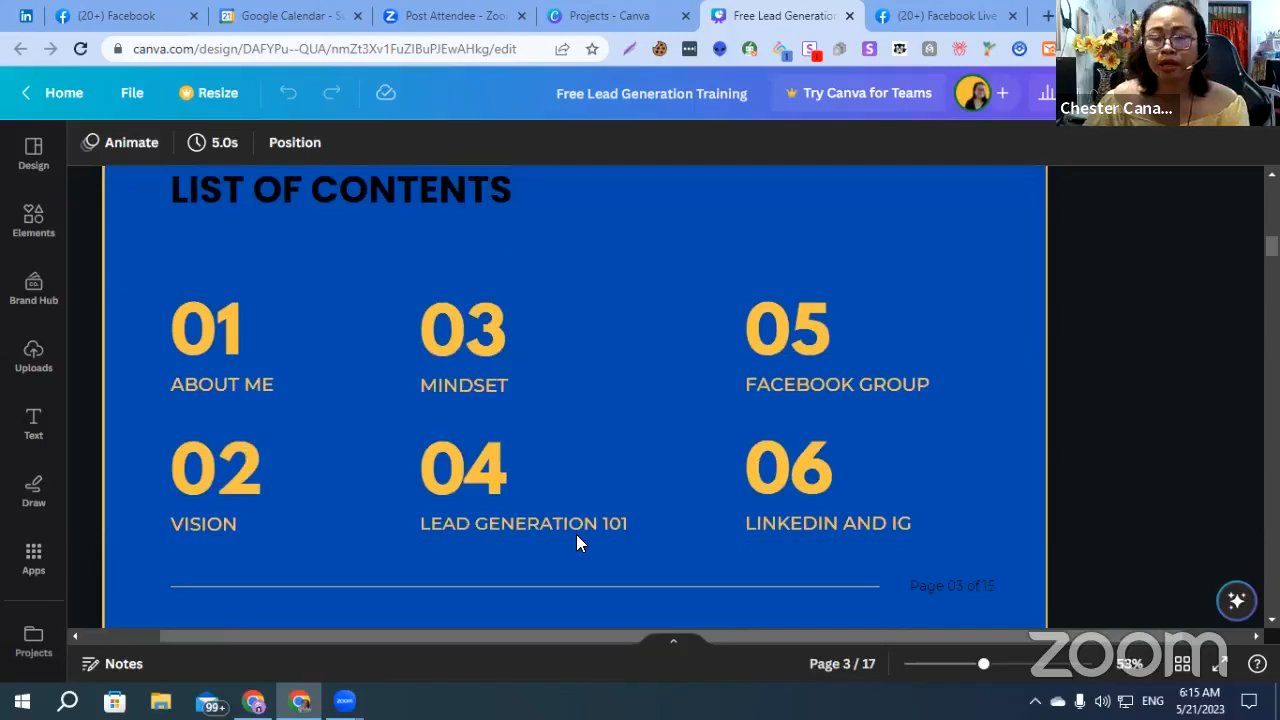 (20+) Facebook
Google Calendar - S
Post Attendee - Zoo
Projects - Canva
Free Lead Generation
(20+) Facebook Live
canva.com/design/DAFYPu--QUA/nmZt3Xv1FuZIBuPJEwAHkg/edit
Home
File
Resize
Free Lead Generation Training
Try Canva for Teams
Chester Cana...
Animate
5.0s
Position
Design
Elements
Brand Hub
Uploads
Text
Draw
Apps
Projects
LIST OF CONTENTS
01
ABOUT ME
02
VISION
03
MINDSET
04
LEAD GENERATION 101
05
FACEBOOK GROUP
06
LINKEDIN AND IG
Page 03 of 15
Notes
Page 3 / 17
53%
zoom
99+
zoom
ENG
6:15 AM
5/21/2023